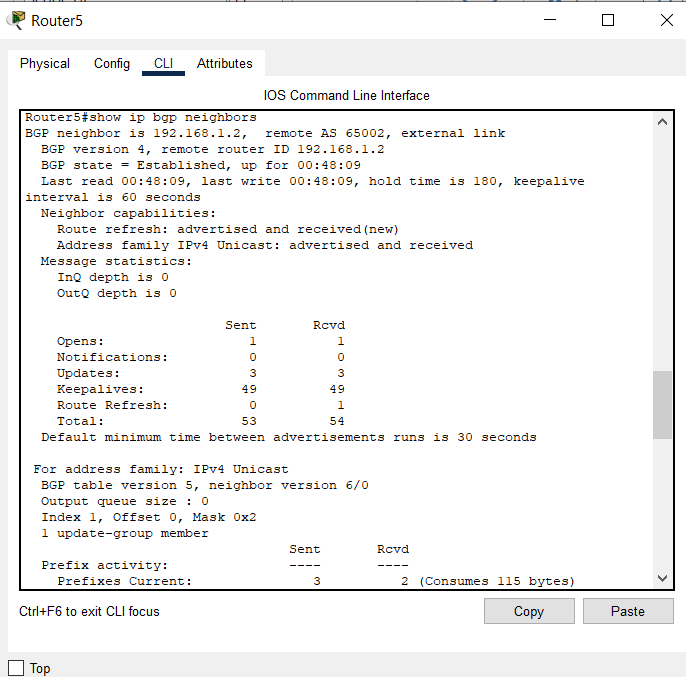 Router5
Physical Config CLI Attributes
IOS Command Line Interface
Router5#show ip bgp neighbors
BGP neighbor is 192.168.1.2,  remote AS 65002, external link
  BGP version 4, remote router ID 192.168.1.2
  BGP state = Established, up for 00:48:09
  Last read 00:48:09, last write 00:48:09, hold time is 180, keepalive
interval is 60 seconds
  Neighbor capabilities:
    Route refresh: advertised and received(new)
    Address family IPv4 Unicast: advertised and received
  Message statistics:
    InQ depth is 0
    OutQ depth is 0
                         Sent       Rcvd
    Opens:                  1          1
    Notifications:          0          0
    Updates:                3          3
    Keepalives:            49         49
    Route Refresh:          0          1
    Total:                 53         54
  Default minimum time between advertisements runs is 30 seconds
 For address family: IPv4 Unicast
  BGP table version 5, neighbor version 6/0
  Output queue size : 0
  Index 1, Offset 0, Mask 0x2
  1 update-group member
                                 Sent       Rcvd
  Prefix activity:               ----       ----
    Prefixes Current:               3          2 (Consumes 115 bytes)
Ctrl+F6 to exit CLI focus
Copy Paste
Top